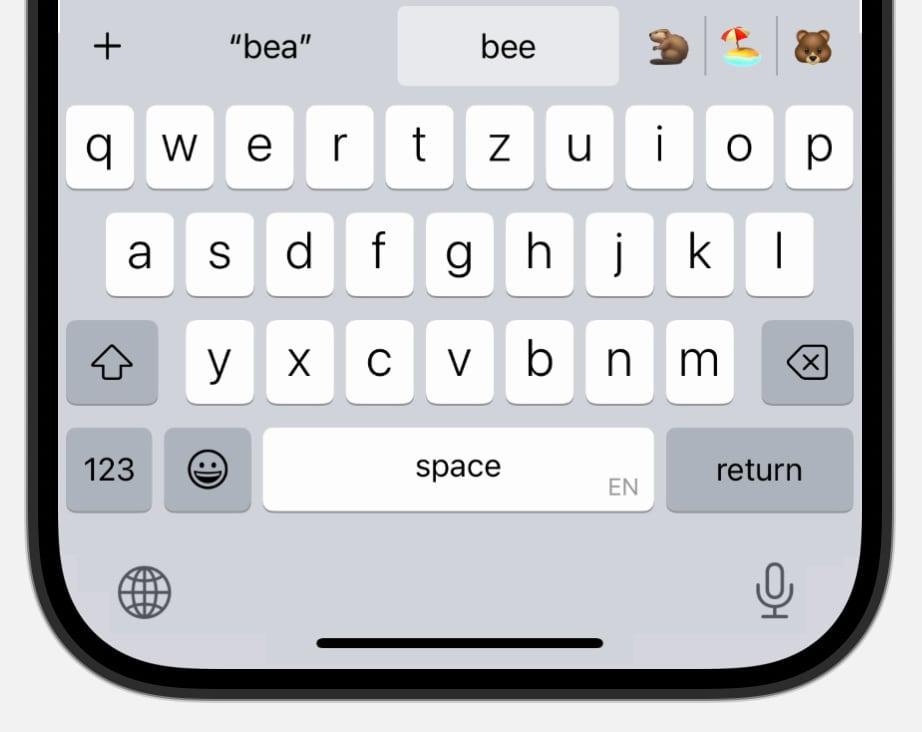 + “bea” bee
q w e r t z u i o p
a s d f g h j k l
y x c v b n m
123 space EN return